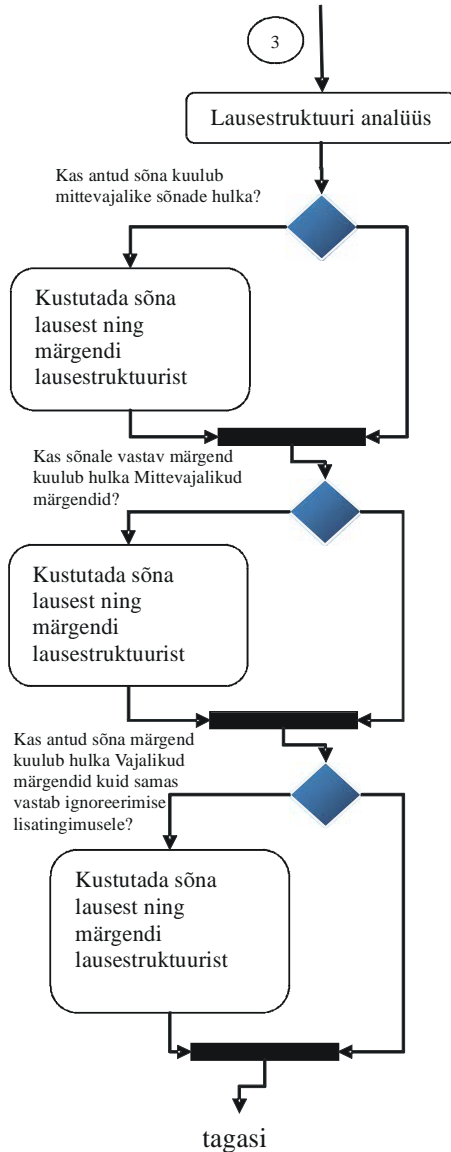 3
Lausestruktuuri analüüs
Kas antud sõna kuulub
mittevajalike sõnade hulka?
Kustutada sõna
lausest ning
märgendi
lausestruktuurist
Kas sõnale vastav märgend
kuulub hulka Mittevajalikud
märgendid?
Kustutada sõna
lausest ning
märgendi
lausestruktuurist
Kas antud sõna märgend
kuulub hulka Vajalikud
märgendid kuid samas
vastab ignoreerimise
lisatingimusele?
Kustutada sõna
lausest ning
märgendi
lausestruktuurist
tagasi